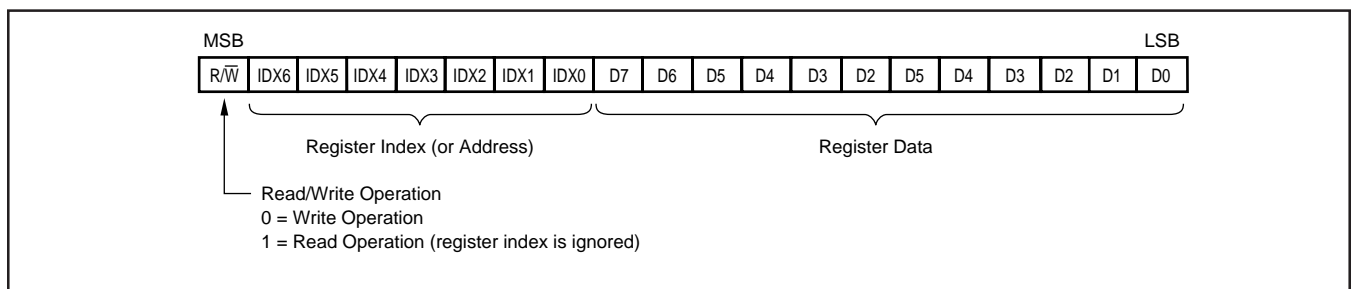 MSB LSB
R/W̅ IDX6 IDX5 IDX4 IDX3 IDX2 IDX1 IDX0 D7 D6 D5 D4 D3 D2 D5 D4 D3 D2 D1 D0
Register Index (or Address) Register Data
Read/Write Operation
0 = Write Operation
1 = Read Operation (register index is ignored)